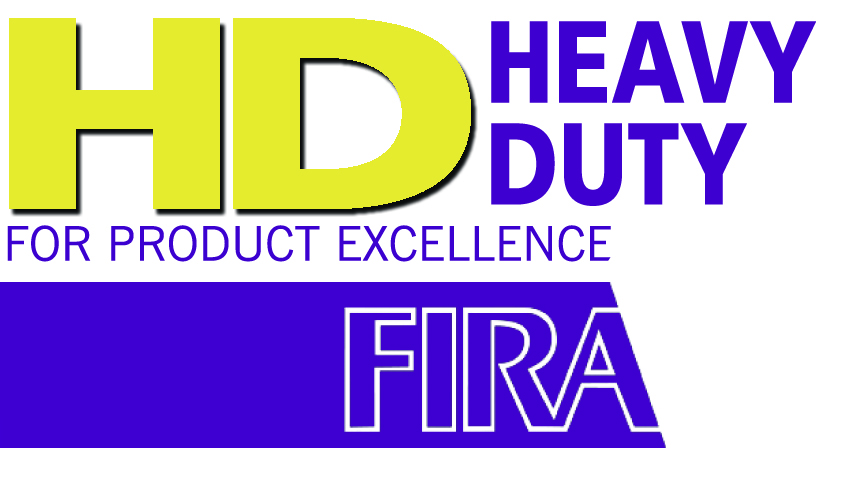 HD HEAVY
DUTY
FOR PRODUCT EXCELLENCE
FIRA